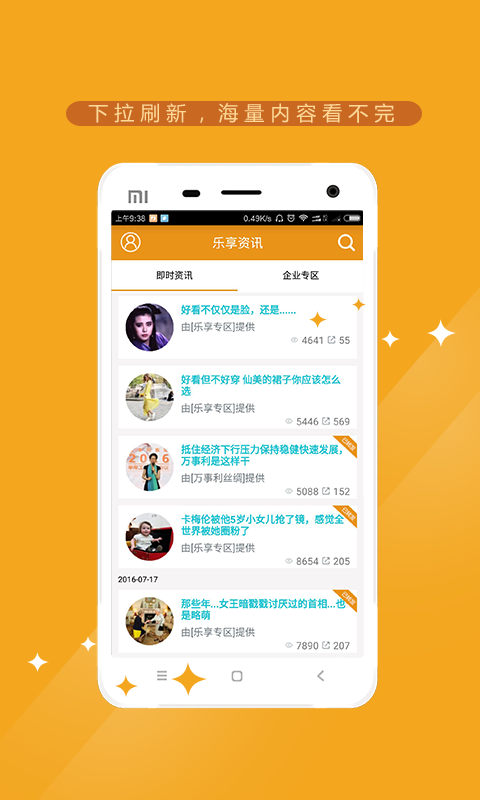 下拉刷新，海量内容看不完
mi
上午9:38
0.49K/s
乐享资讯
即时资讯
企业专区
好看不仅仅是脸，还是......
由[乐享专区]提供
4641 55
好看但不好穿 仙美的裙子你应该怎么
选
由[乐享专区]提供
5446 569
抵住经济下行压力保持稳健快速发展，
万事利是这样干
由[万事利丝绸]提供
5088 152
卡梅伦被他5岁小女儿抢了镜，感觉全
世界被她圈粉了
由[乐享专区]提供
8654 205
2016-07-17
那些年...女王暗戳戳讨厌过的首相...也
是略萌
由[乐享专区]提供
7890 207